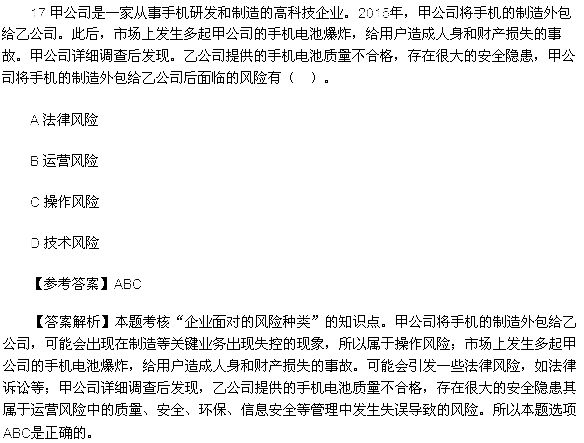 17 甲公司是一家从事手机研发和制造的高科技企业。2015年，甲公司将手机的制造外包
给乙公司。此后，市场上发生多起甲公司的手机电池爆炸，给用户造成人身和财产损失的事
故。甲公司详细调查后发现。乙公司提供的手机电池质量不合格，存在很大的安全隐患，甲公
司将手机的制造外包给乙公司后面临的风险有（　）。
A 法律风险
B 运营风险
C 操作风险
D 技术风险
【参考答案】ABC
【答案解析】本题考核“企业面对的风险种类”的知识点。甲公司将手机的制造外包给乙
公司，可能会出现在制造等关键业务出现失控的现象，所以属于操作风险；市场上发生多起甲
公司的手机电池爆炸，给用户造成人身和财产损失的事故。可能会引发一些法律风险，如法律
诉讼等；甲公司详细调查后发现，乙公司提供的手机电池质量不合格，存在很大的安全隐患其
属于运营风险中的质量、安全、环保、信息安全等管理中发生失误导致的风险。所以本题选项
ABC是正确的。